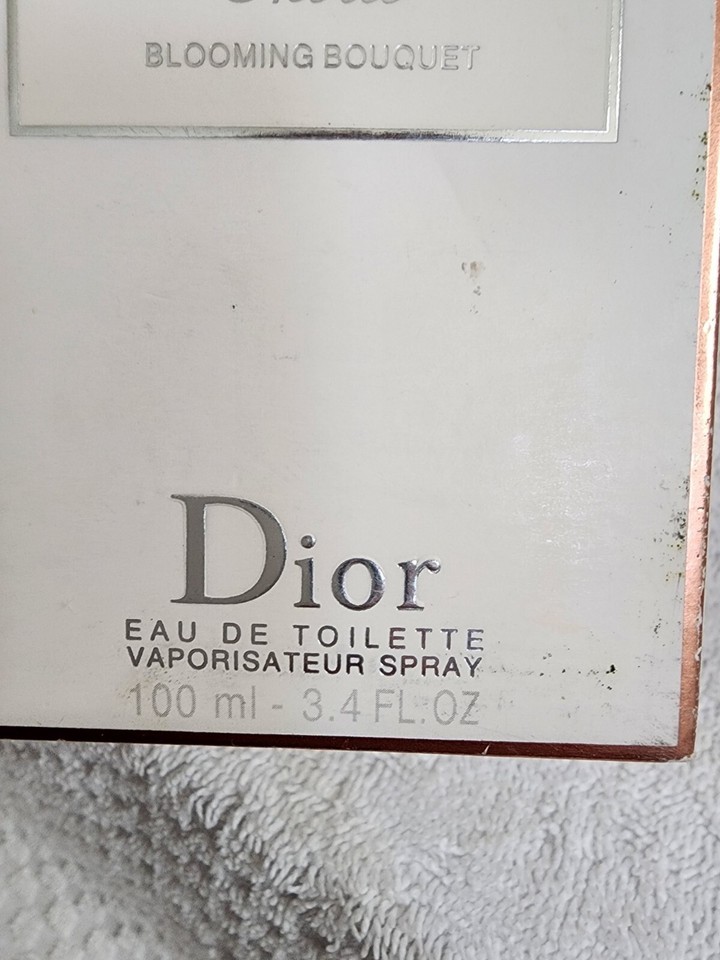 BLOOMING BOUQUET
Dior
EAU DE TOILETTE
VAPORISATEUR SPRAY
100 ml - 3.4 FL.OZ